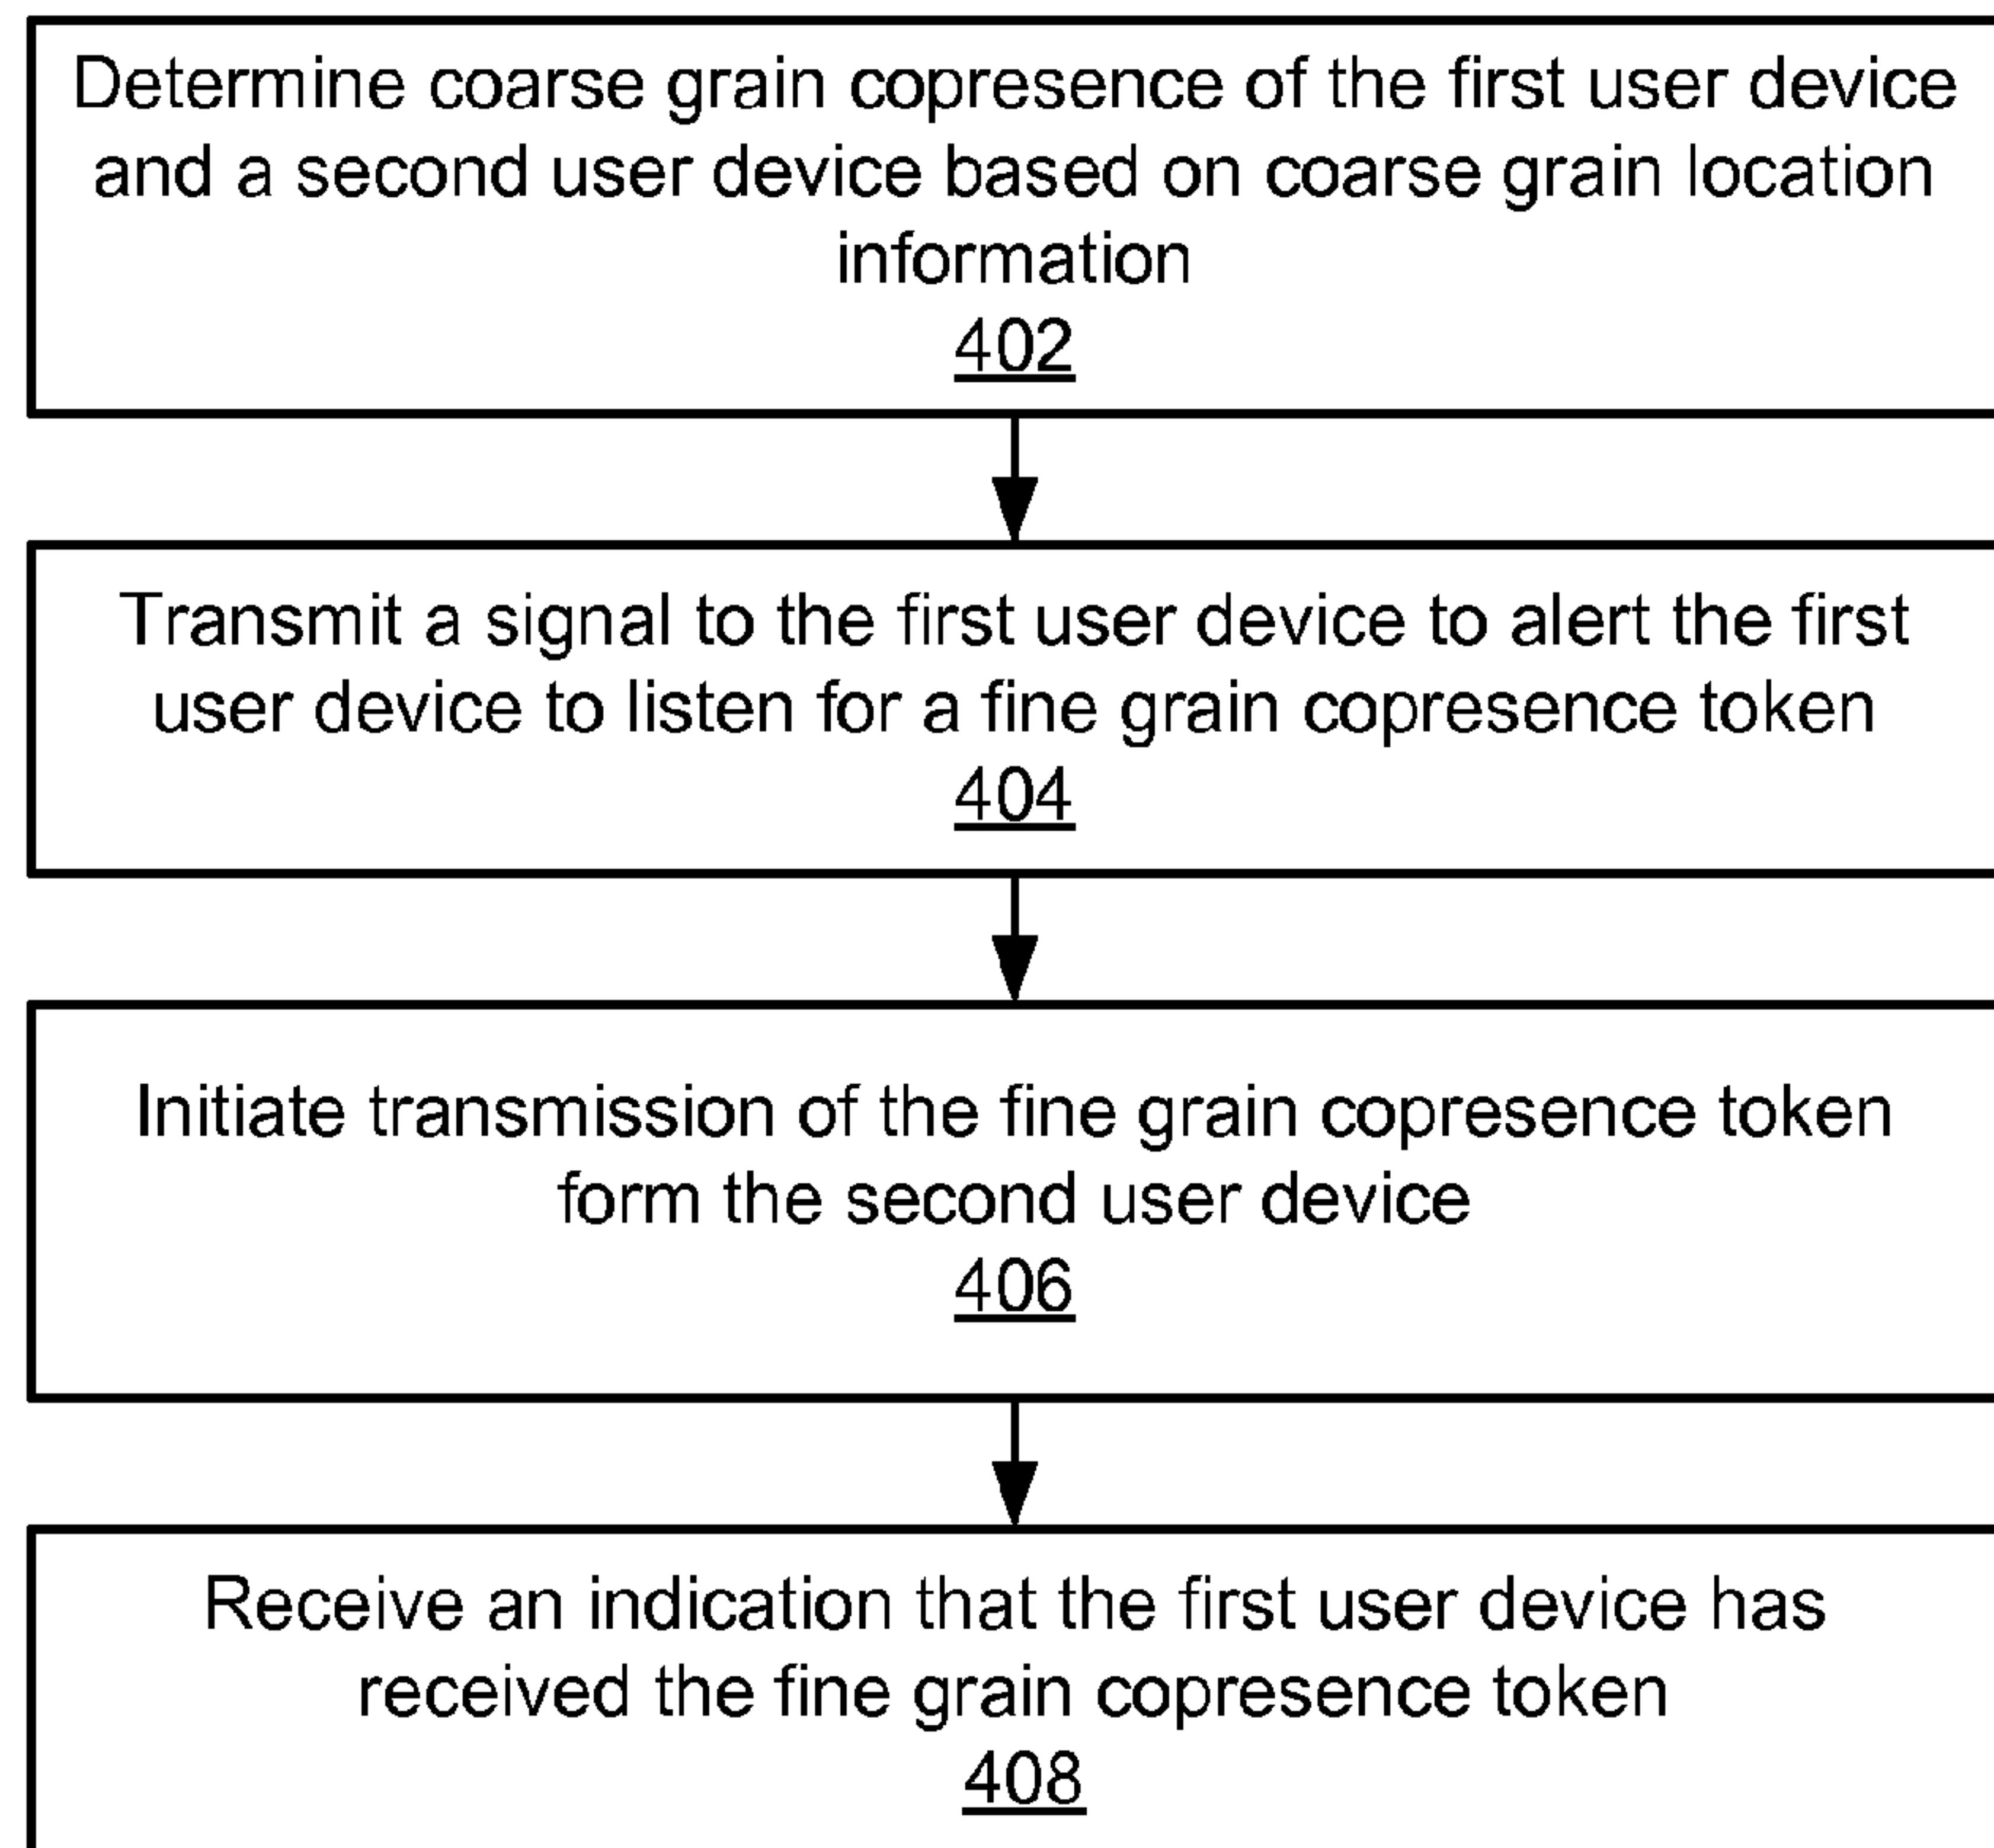 Determine coarse grain copresence of the first user device
and a second user device based on coarse grain location
information
402
Transmit a signal to the first user device to alert the first
user device to listen for a fine grain copresence token
404
Initiate transmission of the fine grain copresence token
form the second user device
406
Receive an indication that the first user device has
received the fine grain copresence token
408